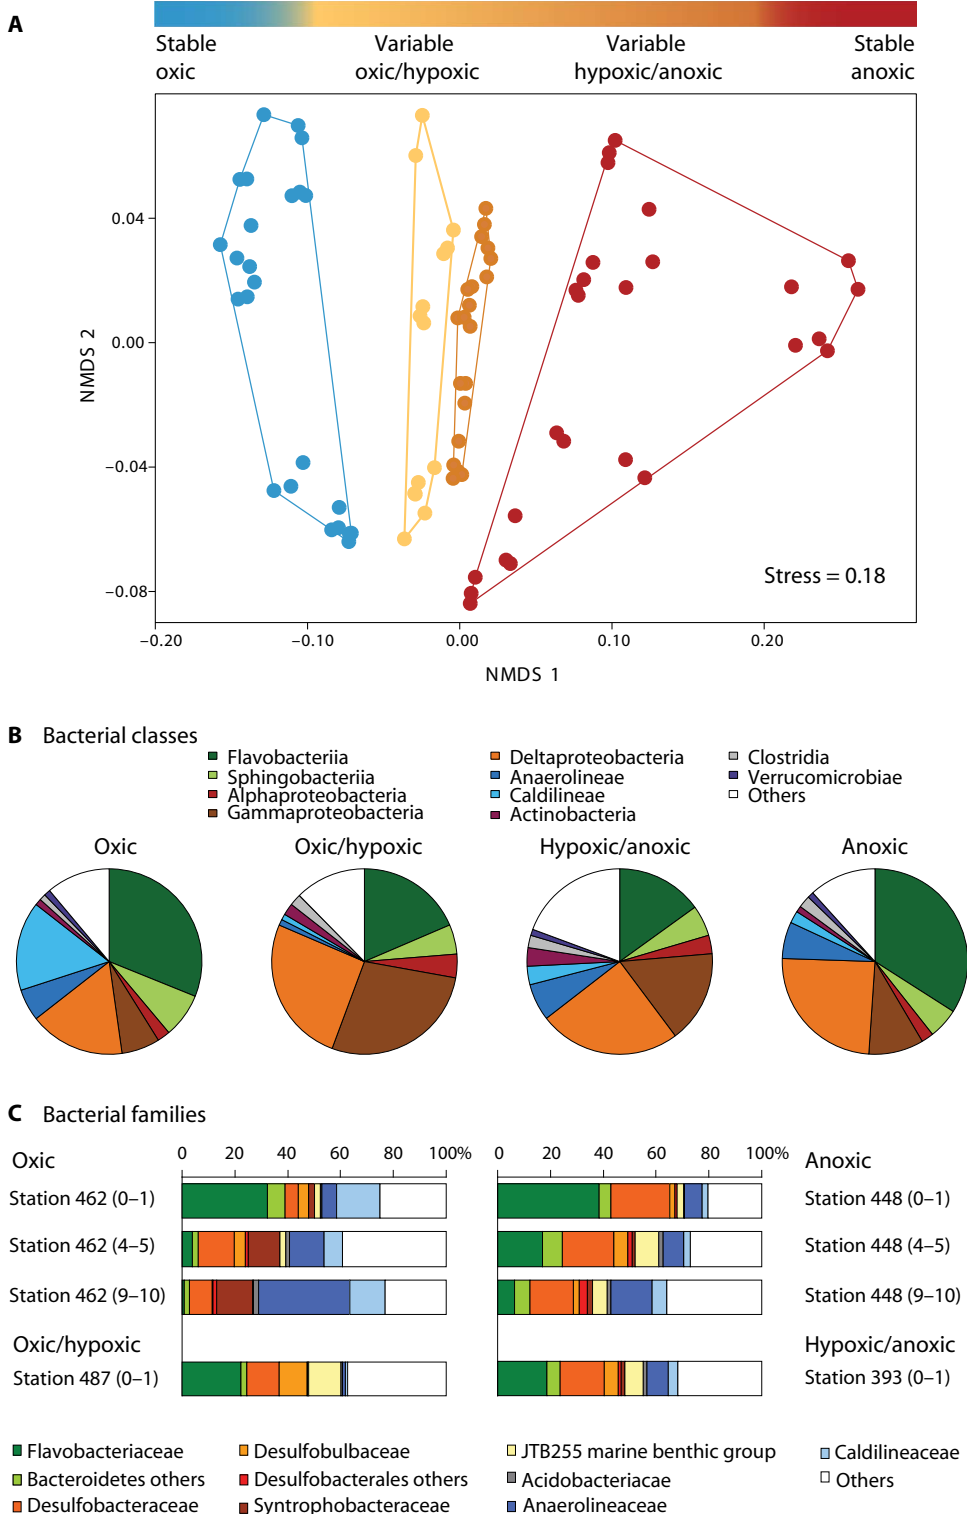 A
Stable oxic
Variable oxic/hypoxic
Variable hypoxic/anoxic
Stable anoxic
NMDS 2
0.04
0.00
−0.04
−0.08
Stress = 0.18
−0.20 −0.10 0.00 0.10 0.20
NMDS 1
B Bacterial classes
Flavobacteriia
Sphingobacteriia
Alphaproteobacteria
Gammaproteobacteria
Deltaproteobacteria
Anaerolineae
Caldilineae
Actinobacteria
Clostridia
Verrucomicrobiae
Others
Oxic Oxic/hypoxic Hypoxic/anoxic Anoxic
C Bacterial families
Oxic
0 20 40 60 80 100%
Station 462 (0–1)
Station 462 (4–5)
Station 462 (9–10)
Oxic/hypoxic
Station 487 (0–1)
0 20 40 60 80 100%
Anoxic
Station 448 (0–1)
Station 448 (4–5)
Station 448 (9–10)
Hypoxic/anoxic
Station 393 (0–1)
Flavobacteriaceae
Bacteroidetes others
Desulfobacteraceae
Desulfobulbaceae
Desulfobacterales others
Syntrophobacteraceae
JTB255 marine benthic group
Acidobacteriacae
Anaerolineaceae
Caldilineaceae
Others